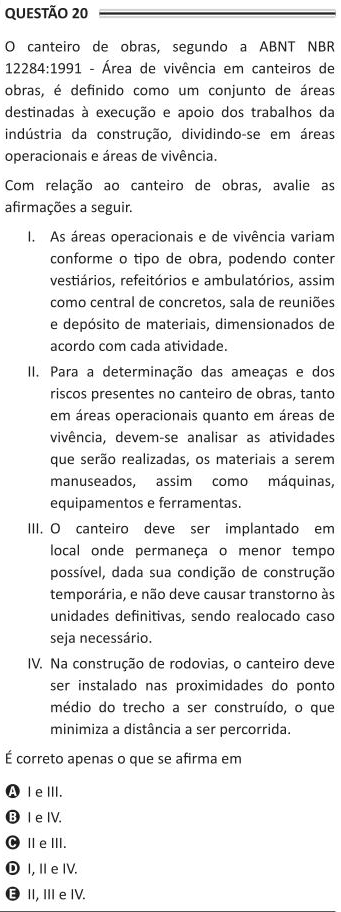 QUESTÃO 20
O canteiro de obras, segundo a ABNT NBR
12284:1991 - Área de vivência em canteiros de
obras, é definido como um conjunto de áreas
destinadas à execução e apoio dos trabalhos da
indústria da construção, dividindo-se em áreas
operacionais e áreas de vivência.
Com relação ao canteiro de obras, avalie as
afirmações a seguir.
I. As áreas operacionais e de vivência variam
conforme o tipo de obra, podendo conter
vestiários, refeitórios e ambulatórios, assim
como central de concretos, sala de reuniões
e depósito de materiais, dimensionados de
acordo com cada atividade.
II. Para a determinação das ameaças e dos
riscos presentes no canteiro de obras, tanto
em áreas operacionais quanto em áreas de
vivência, devem-se analisar as atividades
que serão realizadas, os materiais a serem
manuseados, assim como máquinas,
equipamentos e ferramentas.
III. O canteiro deve ser implantado em
local onde permaneça o menor tempo
possível, dada sua condição de construção
temporária, e não deve causar transtorno às
unidades definitivas, sendo realocado caso
seja necessário.
IV. Na construção de rodovias, o canteiro deve
ser instalado nas proximidades do ponto
médio do trecho a ser construído, o que
minimiza a distância a ser percorrida.
É correto apenas o que se afirma em
A I e III.
B I e IV.
C II e III.
D I, II e IV.
E II, III e IV.